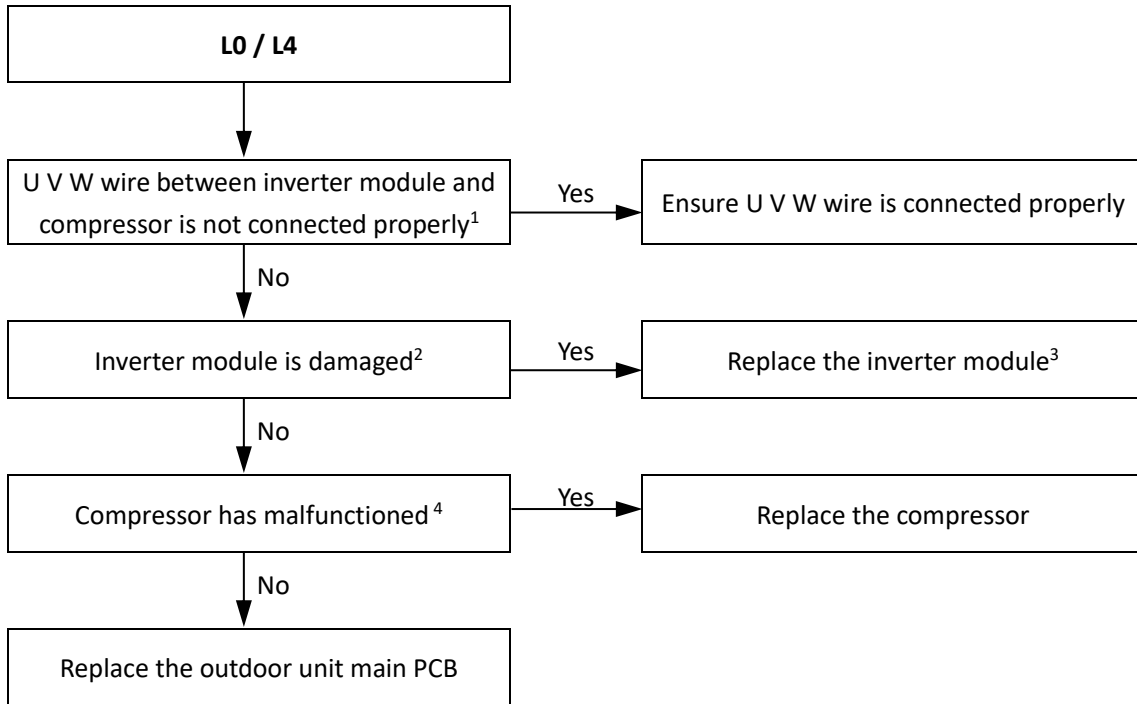 L0 / L4
U V W wire between inverter module and
compressor is not connected properly1
Yes
Ensure U V W wire is connected properly
No
Inverter module is damaged2
Yes
Replace the inverter module3
No
Compressor has malfunctioned 4
Yes
Replace the compressor
No
Replace the outdoor unit main PCB